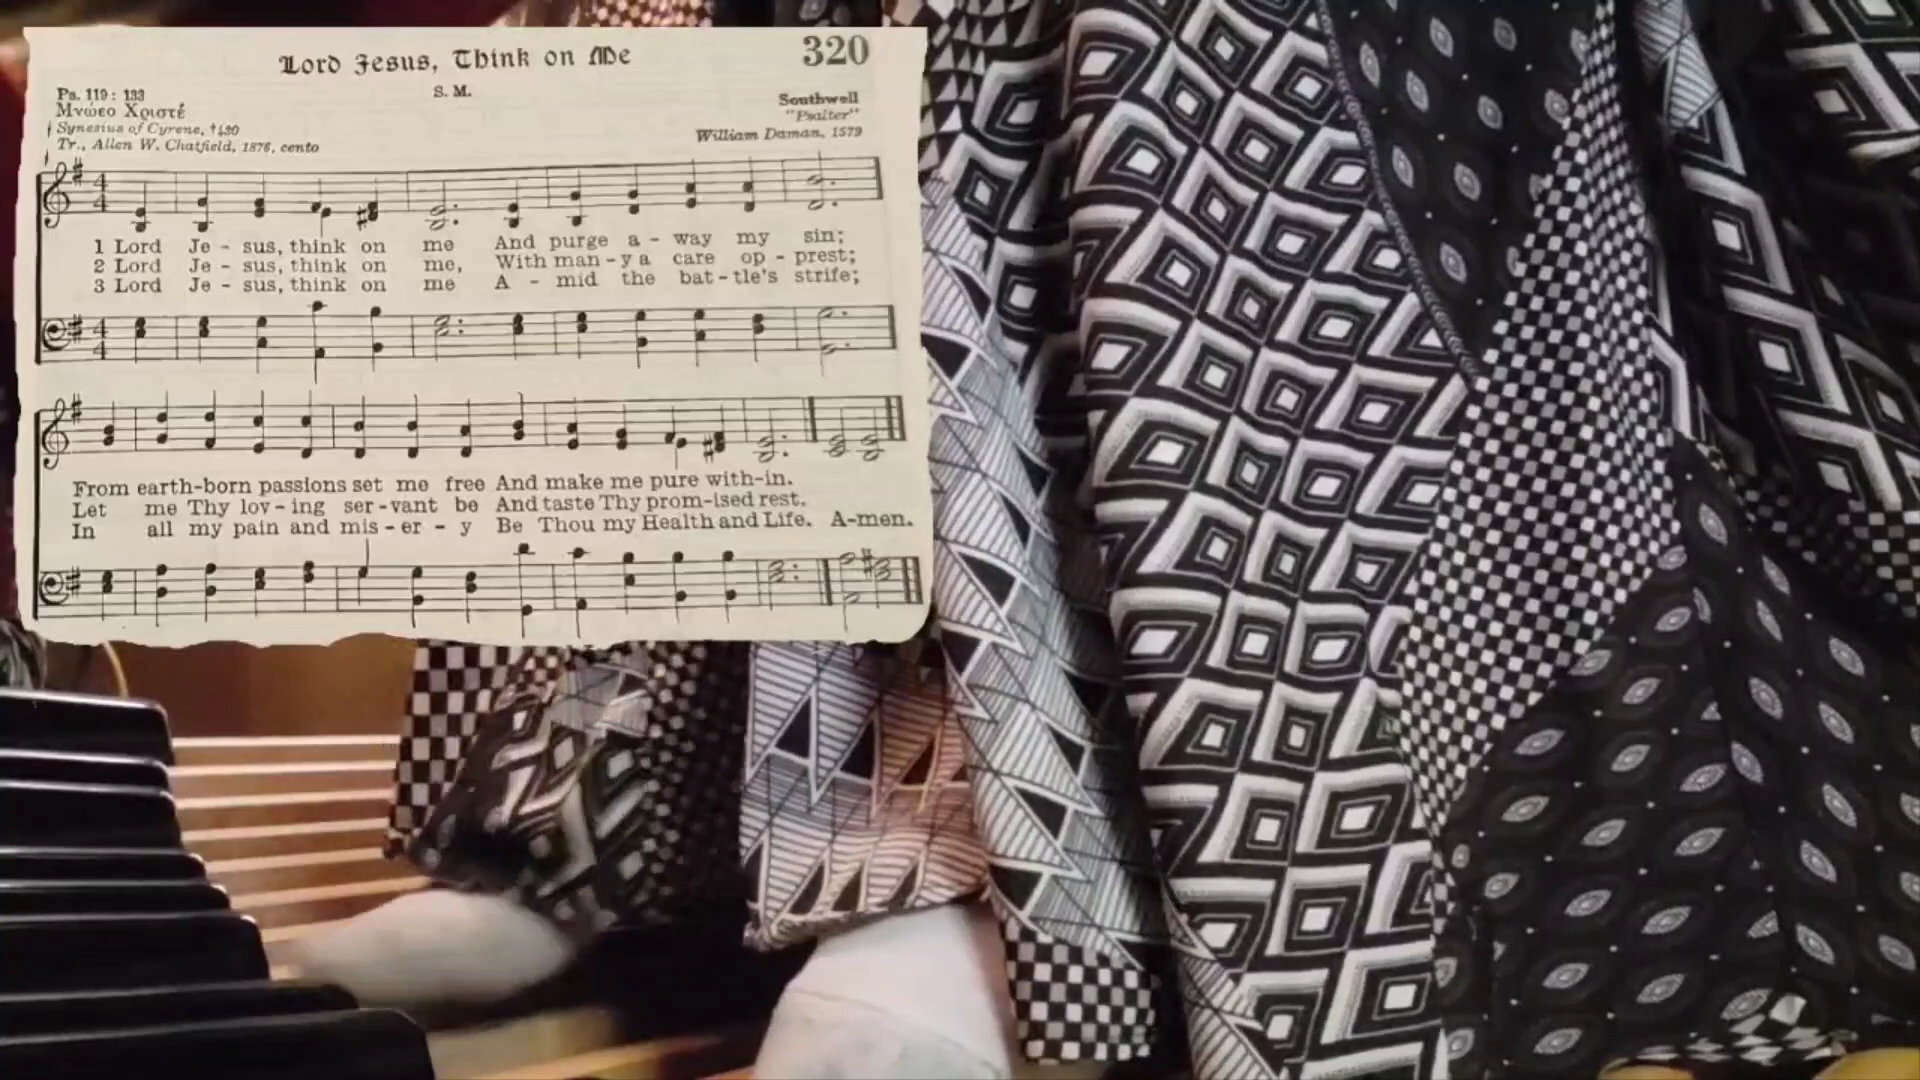 Lord Jesus, Think on Me
320
Ps. 119: 133
S. M.
Μνώεο Χριστέ
Synesius of Cyrene, †430
Tr., Allen W. Chatfield, 1876, cento
Southwell
"Psalter"
William Daman, 1579
1 Lord Je - sus, think on me And purge a - way my sin;
2 Lord Je - sus, think on me, With man - y a care op - prest;
3 Lord Je - sus, think on me A - mid the bat - tle's strife;
From earth-born passions set me free And make me pure with-in.
Let me Thy lov - ing ser - vant be And taste Thy prom-ised rest.
In all my pain and mis - er - y Be Thou my Health and Life. A-men.